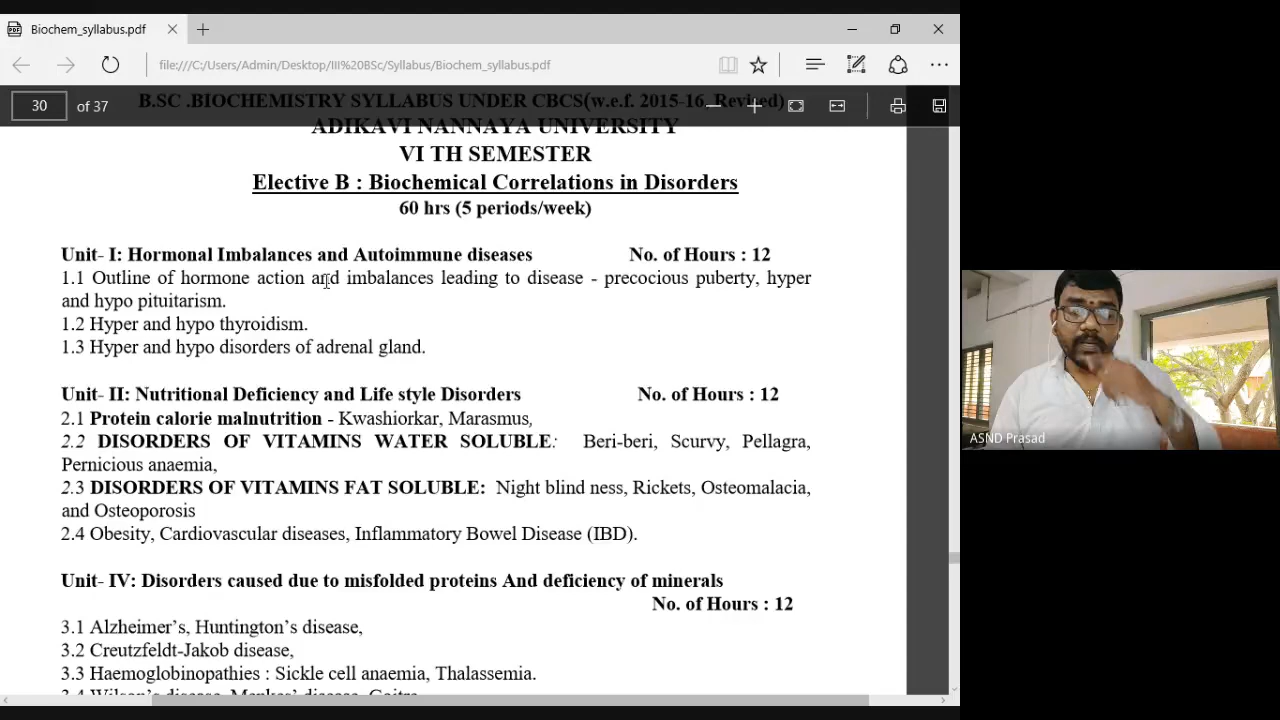 Biochem_syllabus.pdf
file:///C:/Users/Admin/Desktop/III%20BSc/Syllabus/Biochem_syllabus.pdf
30 of 37
B.SC .BIOCHEMISTRY SYLLABUS UNDER CBCS(w.e.f. 2015-16, Revised)
ADIKAVI NANNAYA UNIVERSITY
VI TH SEMESTER
Elective B : Biochemical Correlations in Disorders
60 hrs (5 periods/week)
Unit- I: Hormonal Imbalances and Autoimmune diseases No. of Hours : 12
1.1 Outline of hormone action and imbalances leading to disease - precocious puberty, hyper
and hypo pituitarism.
1.2 Hyper and hypo thyroidism.
1.3 Hyper and hypo disorders of adrenal gland.
Unit- II: Nutritional Deficiency and Life style Disorders No. of Hours : 12
2.1 Protein calorie malnutrition - Kwashiorkar, Marasmus,
2.2 DISORDERS OF VITAMINS WATER SOLUBLE: Beri-beri, Scurvy, Pellagra,
Pernicious anaemia,
2.3 DISORDERS OF VITAMINS FAT SOLUBLE: Night blind ness, Rickets, Osteomalacia,
and Osteoporosis
2.4 Obesity, Cardiovascular diseases, Inflammatory Bowel Disease (IBD).
Unit- IV: Disorders caused due to misfolded proteins And deficiency of minerals
No. of Hours : 12
3.1 Alzheimer's, Huntington's disease,
3.2 Creutzfeldt-Jakob disease,
3.3 Haemoglobinopathies : Sickle cell anaemia, Thalassemia.
3.4 Wilson's disease, Menkes' disease, Goitre
ASND Prasad